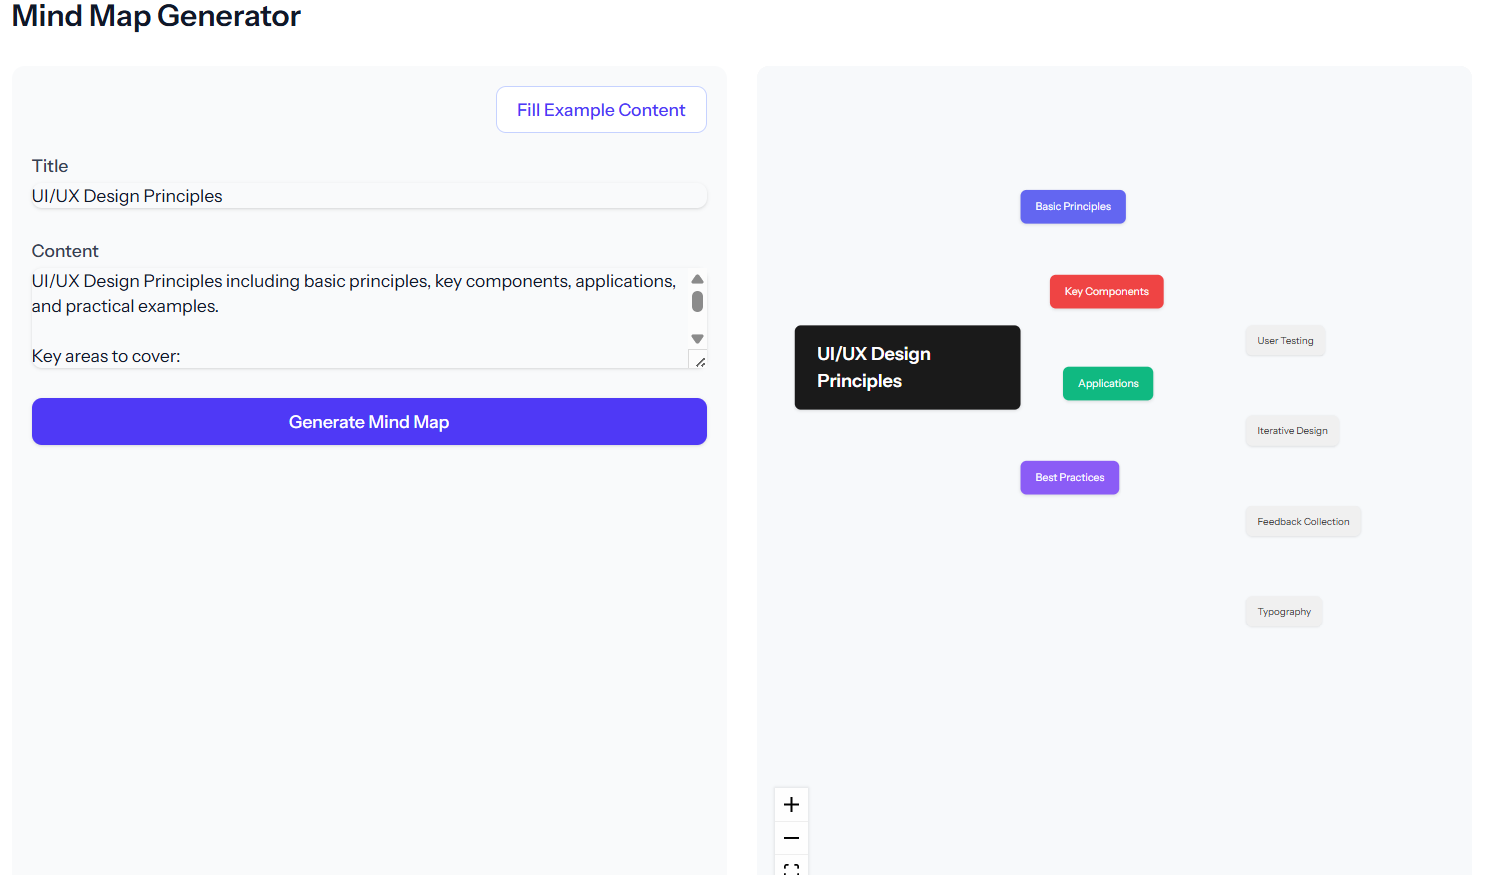 Mind Map Generator
Fill Example Content
Title
UI/UX Design Principles
Content
UI/UX Design Principles including basic principles, key components, applications,
and practical examples.
Key areas to cover:
Generate Mind Map
Basic Principles
Key Components
UI/UX Design
Principles
Applications
Best Practices
User Testing
Iterative Design
Feedback Collection
Typography